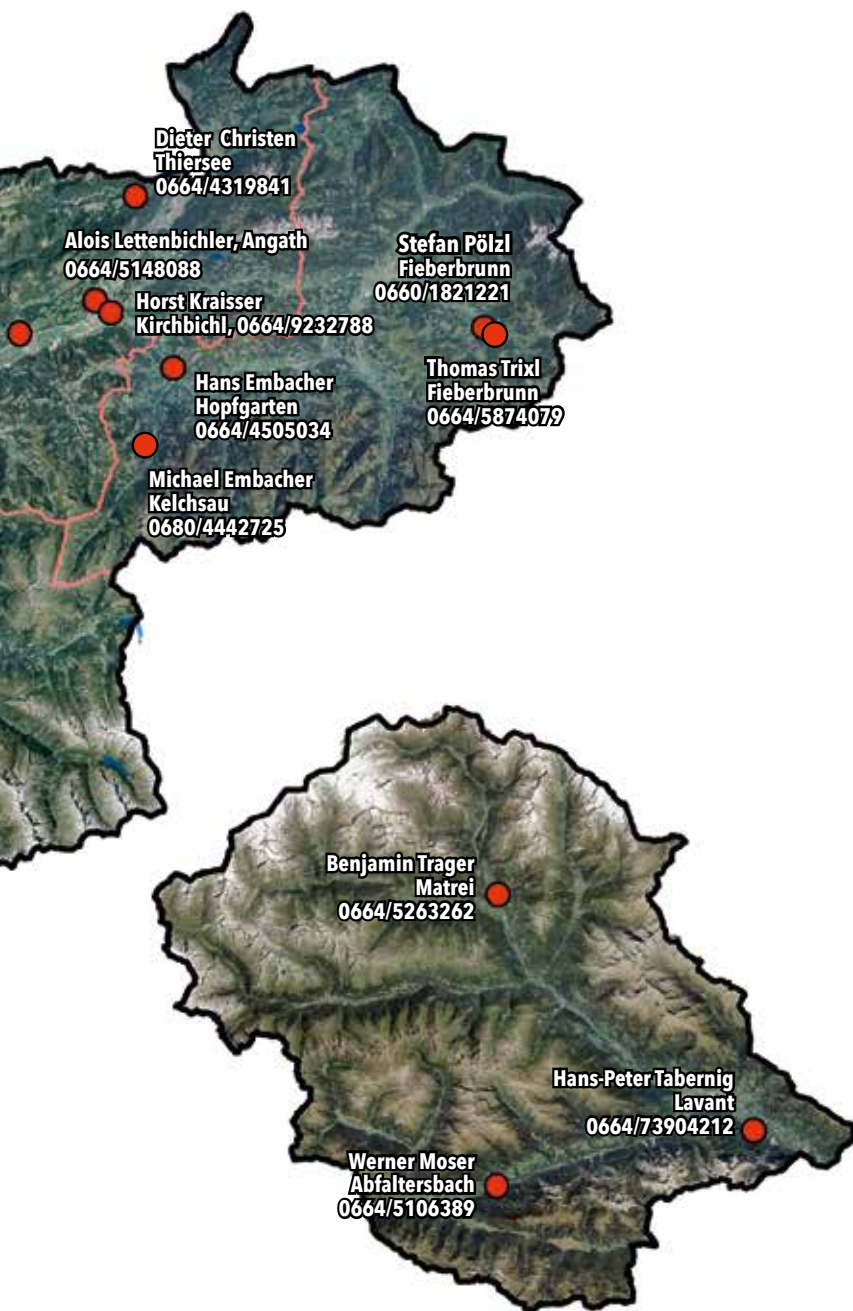 Dieter Christen
Thiersee
0664/4319841
Alois Lettenbichler, Angath
0664/5148088
Horst Kraisser
Kirchbichl, 0664/9232788
Stefan Pölzl
Fieberbrunn
0660/1821221
Thomas Trixl
Fieberbrunn
0664/5874079
Hans Embacher
Hopfgarten
0664/4505034
Michael Embacher
Kelchsau
0680/4442725
Benjamin Trager
Matrei
0664/5263262
Hans-Peter Tabernig
Lavant
0664/73904212
Werner Moser
Abfaltersbach
0664/5106389